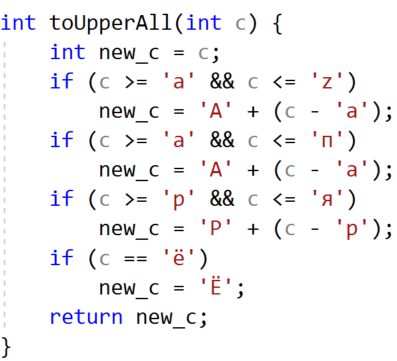 int toUpperAll(int c) {
    int new_c = c;
    if (c >= 'a' && c <= 'z')
        new_c = 'A' + (c - 'a');
    if (c >= 'а' && c <= 'п')
        new_c = 'А' + (c - 'а');
    if (c >= 'р' && c <= 'я')
        new_c = 'Р' + (c - 'р');
    if (c == 'ё')
        new_c = 'Ё';
    return new_c;
}